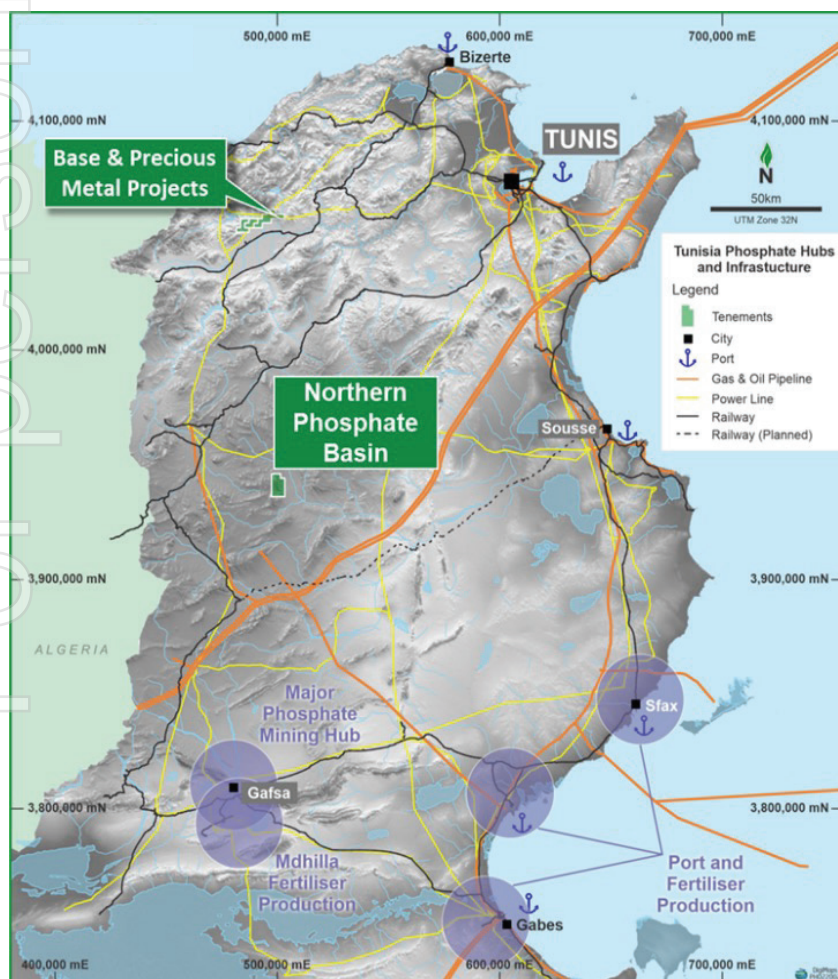 500,000 mE
600,000 mE
700,000 mE
Bizerte
4,100,000 mN
4,100,000 mN
TUNIS
Base & Precious
Metal Projects
N
50km
UTM Zone 32N
Tunisia Phosphate Hubs
and Infrastucture
Legend
Tenements
City
Port
Gas & Oil Pipeline
Power Line
Railway
Railway (Planned)
4,000,000 mN
Northern
Phosphate
Basin
Sousse
3,900,000 mN
3,900,000 mN
ALGERIA
Major
Phosphate
Mining Hub
Sfax
Gafsa
3,800,000 mN
3,800,000 mN
Mdhilla
Fertiliser
Production
Port and
Fertiliser
Production
Gabes
400,000 mE
500,000 mE
600,000 mE
700,000 mE